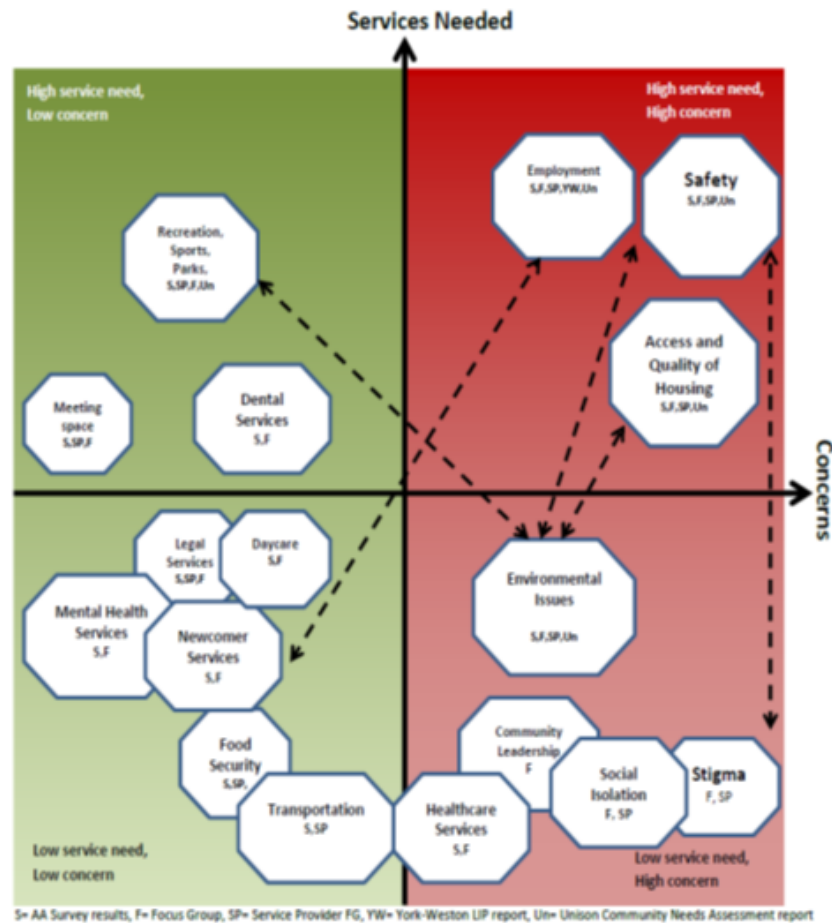 Services Needed
High service need,
Low concern
High service need,
High concern
Employment
S,F,SP,YW,Un
Safety
S,F,SP,Un
Recreation,
Sports,
Parks,
S,SP,F,Un
Access and
Quality of
Housing
S,F,SP,Un
Meeting
space
S,SP,F
Dental
Services
S,F
Concerns
Legal
Services
S,SP,F
Daycare
S,F
Environmental
Issues
S,F,SP,Un
Mental Health
Services
S,F
Newcomer
Services
S,F
Food
Security
S,SP,
Community
Leadership
F
Social
Isolation
F, SP
Stigma
F, SP
Transportation
S,SP
Healthcare
Services
S,F
Low service need,
Low concern
Low service need,
High concern
S= AA Survey results, F= Focus Group, SP= Service Provider FG, YW= York-Weston LIP report, Un= Unison Community Needs Assessment report